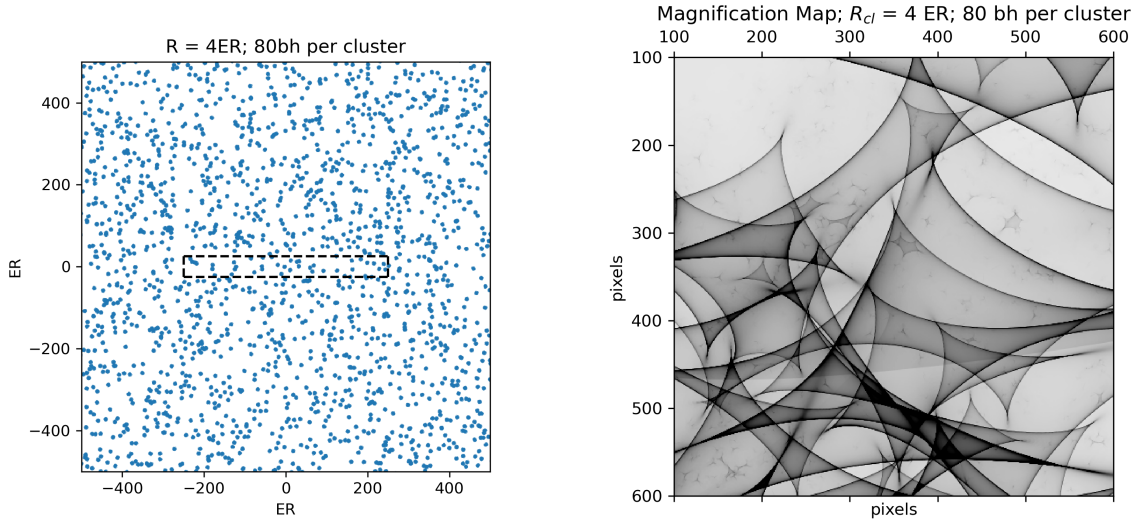 R = 4ER; 80bh per cluster
400
200
0
−200
−400
ER
−400 −200 0 200 400
ER
Magnification Map; R_cl = 4 ER; 80 bh per cluster
100 200 300 400 500 600
100
200
300
400
500
600
pixels
pixels